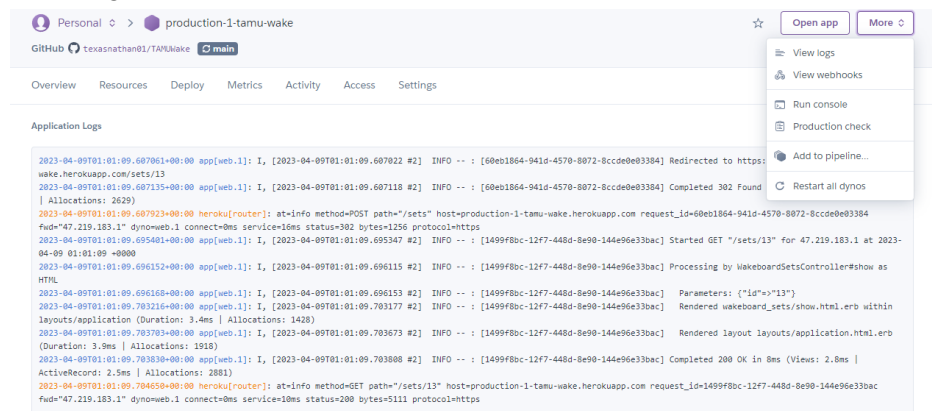 Personal > production-1-tamu-wake
Open app
More
GitHub texasnathan01/TAMUWake main
View logs
View webhooks
Run console
Production check
Add to pipeline...
Restart all dynos
Overview Resources Deploy Metrics Activity Access Settings
Application Logs
2023-04-09T01:01:09.607061+00:00 app[web.1]: I, [2023-04-09T01:01:09.607022 #2] INFO -- : [60eb1864-941d-4570-8072-8ccde0e03384] Redirected to https:
wake.herokuapp.com/sets/13
2023-04-09T01:01:09.607135+00:00 app[web.1]: I, [2023-04-09T01:01:09.607118 #2] INFO -- : [60eb1864-941d-4570-8072-8ccde0e03384] Completed 302 Found
| Allocations: 2629)
2023-04-09T01:01:09.607923+00:00 heroku[router]: at=info method=POST path="/sets" host=production-1-tamu-wake.herokuapp.com request_id=60eb1864-941d-4570-8072-8ccde0e03384
fwd="47.219.183.1" dyno=web.1 connect=0ms service=16ms status=302 bytes=1256 protocol=https
2023-04-09T01:01:09.695401+00:00 app[web.1]: I, [2023-04-09T01:01:09.695347 #2] INFO -- : [1499f8bc-12f7-448d-8e90-144e96e33bac] Started GET "/sets/13" for 47.219.183.1 at 2023-
04-09 01:01:09 +0000
2023-04-09T01:01:09.696152+00:00 app[web.1]: I, [2023-04-09T01:01:09.696115 #2] INFO -- : [1499f8bc-12f7-448d-8e90-144e96e33bac] Processing by WakeboardSetsController#show as
HTML
2023-04-09T01:01:09.696168+00:00 app[web.1]: I, [2023-04-09T01:01:09.696153 #2] INFO -- : [1499f8bc-12f7-448d-8e90-144e96e33bac] Parameters: {"id"=>"13"}
2023-04-09T01:01:09.703216+00:00 app[web.1]: I, [2023-04-09T01:01:09.703177 #2] INFO -- : [1499f8bc-12f7-448d-8e90-144e96e33bac] Rendered wakeboard_sets/show.html.erb within
layouts/application (Duration: 3.4ms | Allocations: 1428)
2023-04-09T01:01:09.703703+00:00 app[web.1]: I, [2023-04-09T01:01:09.703673 #2] INFO -- : [1499f8bc-12f7-448d-8e90-144e96e33bac] Rendered layout layouts/application.html.erb
(Duration: 3.9ms | Allocations: 1918)
2023-04-09T01:01:09.703830+00:00 app[web.1]: I, [2023-04-09T01:01:09.703808 #2] INFO -- : [1499f8bc-12f7-448d-8e90-144e96e33bac] Completed 200 OK in 8ms (Views: 2.8ms |
ActiveRecord: 2.5ms | Allocations: 2881)
2023-04-09T01:01:09.704650+00:00 heroku[router]: at=info method=GET path="/sets/13" host=production-1-tamu-wake.herokuapp.com request_id=1499f8bc-12f7-448d-8e90-144e96e33bac
fwd="47.219.183.1" dyno=web.1 connect=0ms service=10ms status=200 bytes=5111 protocol=https